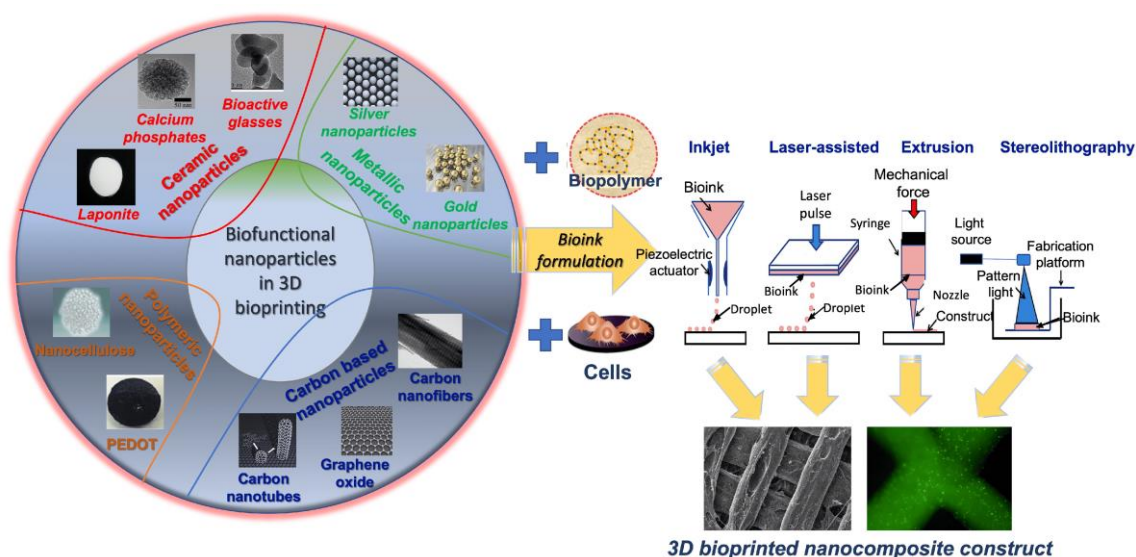 Calcium
phosphates
50 nm
Bioactive
glasses
Laponite
Ceramic
nanoparticles
Silver
nanoparticles
Metallic
nanoparticles
Gold
nanoparticles
Biofunctional
nanoparticles
in 3D
bioprinting
Polymeric
nanoparticles
Nanocellulose
PEDOT
Carbon based
nanoparticles
Carbon
nanofibers
Carbon
nanotubes
Graphene
oxide
Biopolymer
Bioink
formulation
Cells
Inkjet
Bioink
Piezoelectric
actuator
Droplet
Laser-assisted
Laser
pulse
Bioink
Droplet
Extrusion
Mechanical
force
Syringe
Bioink
Nozzle
Construct
Stereolithography
Light
source
Fabrication
platform
Pattern
light
Bioink
3D bioprinted nanocomposite construct